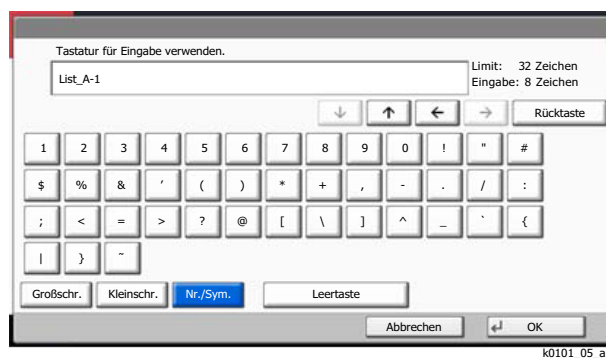 Tastatur für Eingabe verwenden.
List_A-1
Limit: 32 Zeichen
Eingabe: 8 Zeichen
↓ ↑ ← → Rücktaste
1 2 3 4 5 6 7 8 9 0 ! " #
$ % & ' ( ) * + , - . / :
; < = > ? @ [ \ ] ^ _ ` {
| } ~
Großschr. Kleinschr. Nr./Sym. Leertaste
Abbrechen ↵ OK
k0101_05_a